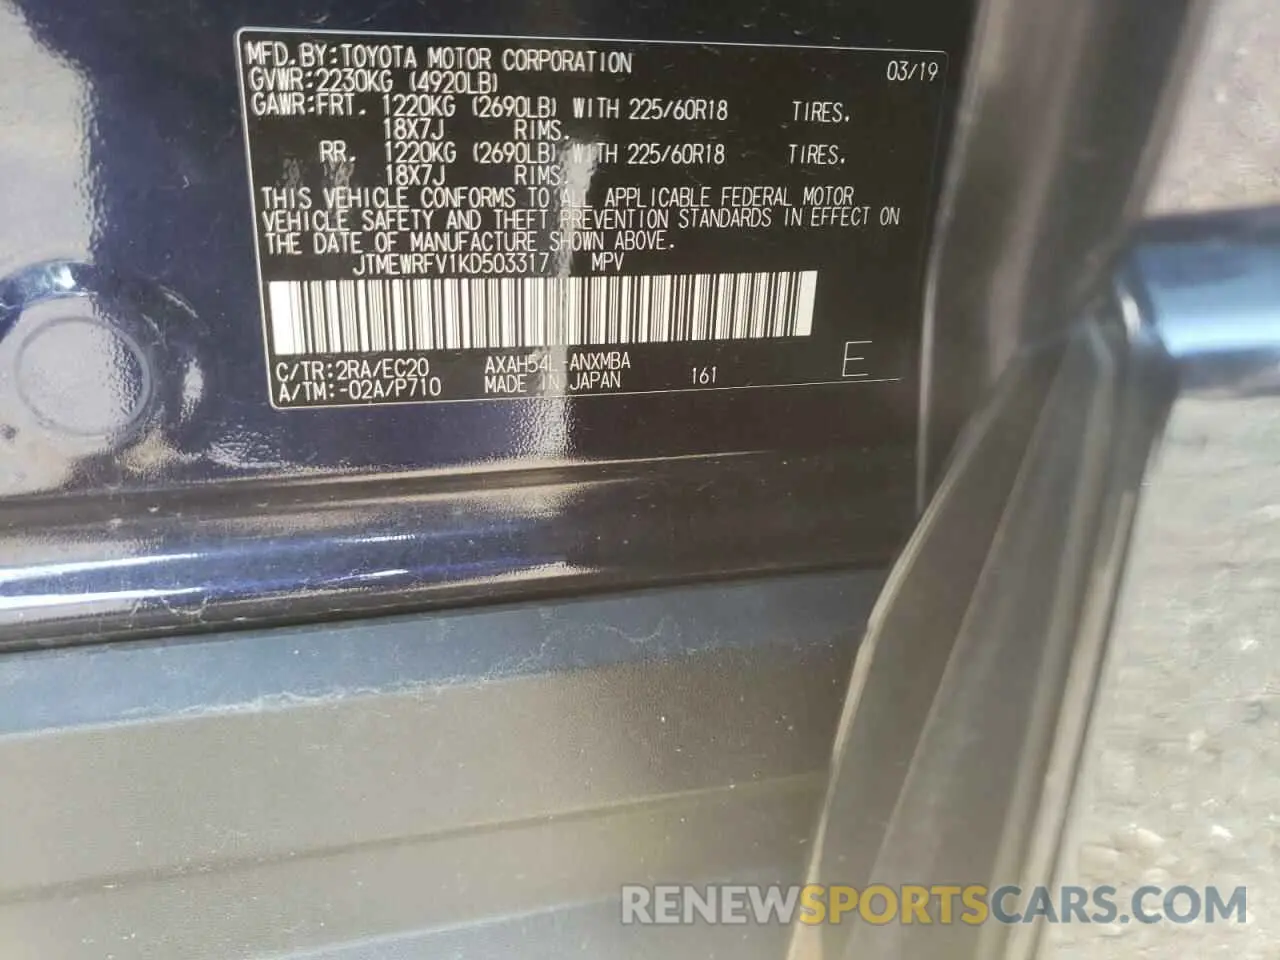 MFD.BY:TOYOTA MOTOR CORPORATION 03/19
GVWR:2230KG (4920LB)
GAWR:FRT. 1220KG (2690LB) WITH 225/60R18 TIRES.
18X7J RIMS.
RR. 1220KG (2690LB) WITH 225/60R18 TIRES.
18X7J RIMS.
THIS VEHICLE CONFORMS TO ALL APPLICABLE FEDERAL MOTOR
VEHICLE SAFETY AND THEFT PREVENTION STANDARDS IN EFFECT ON
THE DATE OF MANUFACTURE SHOWN ABOVE.
JTMEWRFV1KD503317 MPV
C/TR:2RA/EC20 AXAH54L-ANXMBA
A/TM:-02A/P710 MADE IN JAPAN 161 E
RENEWSPORTSCARS.COM